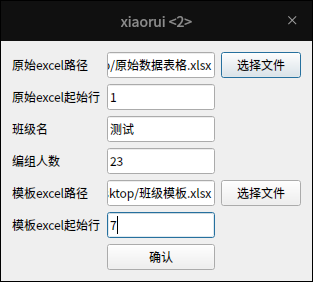 xiaorui <2>
原始excel路径 /原始数据表格.xlsx 选择文件
原始excel起始行 1
班级名 测试
编组人数 23
模板excel路径 ktop/班级模板.xlsx 选择文件
模板excel起始行 7
确认